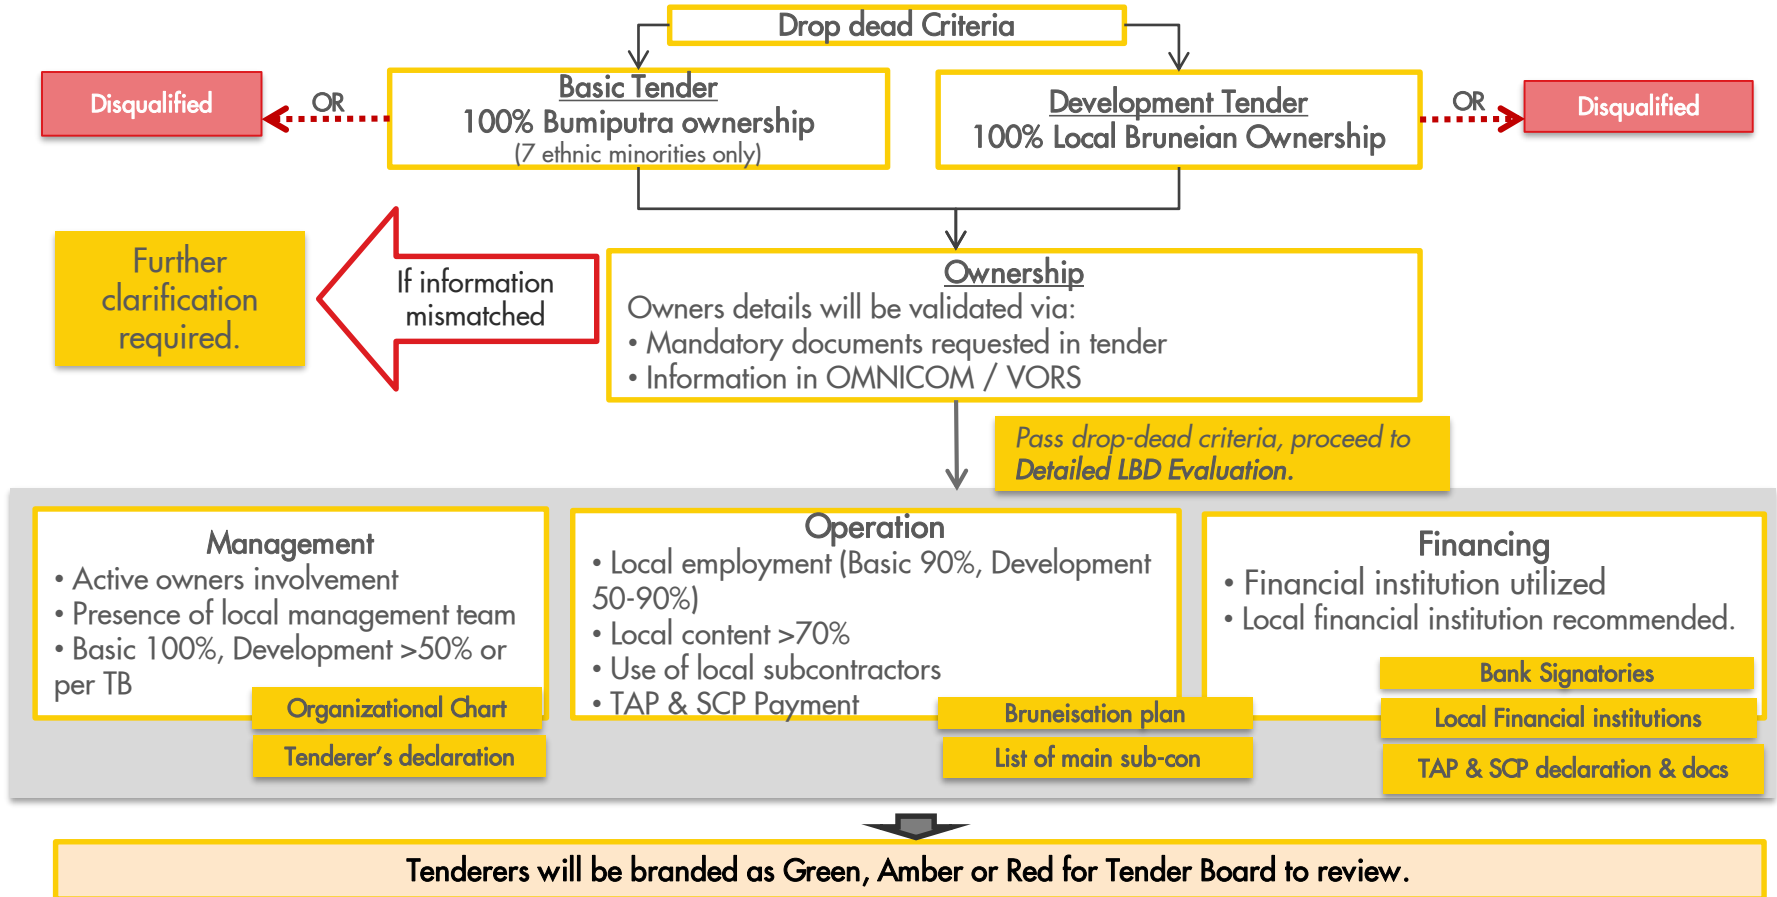 Drop dead Criteria
Disqualified
OR
Basic Tender
100% Bumiputra ownership
(7 ethnic minorities only)
Development Tender
100% Local Bruneian Ownership
OR
Disqualified
Further
clarification
required.
If information
mismatched
Ownership
Owners details will be validated via:
• Mandatory documents requested in tender
• Information in OMNICOM / VORS
Pass drop-dead criteria, proceed to
Detailed LBD Evaluation.
Management
• Active owners involvement
• Presence of local management team
• Basic 100%, Development >50% or
per TB
Organizational Chart
Tenderer’s declaration
Operation
• Local employment (Basic 90%, Development
50-90%)
• Local content >70%
• Use of local subcontractors
• TAP & SCP Payment
Bruneisation plan
List of main sub-con
Financing
• Financial institution utilized
• Local financial institution recommended.
Bank Signatories
Local Financial institutions
TAP & SCP declaration & docs
Tenderers will be branded as Green, Amber or Red for Tender Board to review.